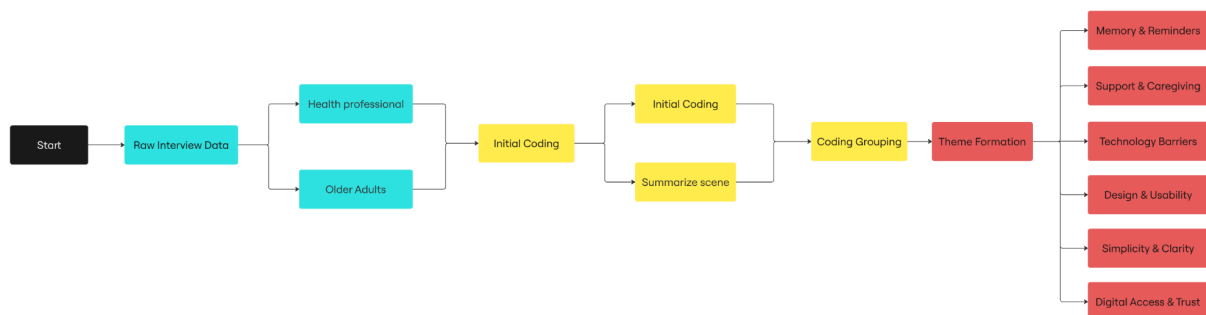 Start
Raw Interview Data
Health professional
Older Adults
Initial Coding
Initial Coding
Summarize scene
Coding Grouping
Theme Formation
Memory & Reminders
Support & Caregiving
Technology Barriers
Design & Usability
Simplicity & Clarity
Digital Access & Trust